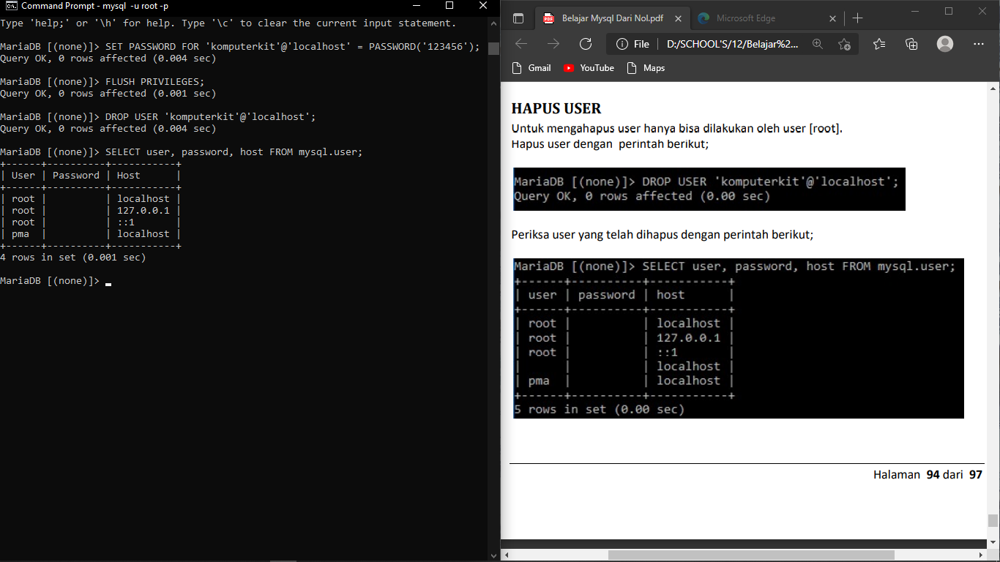 Command Prompt - mysql  -u root -p
Type 'help;' or '\h' for help. Type '\c' to clear the current input statement.
MariaDB [(none)]> SET PASSWORD FOR 'komputerkit'@'localhost' = PASSWORD('123456');
Query OK, 0 rows affected (0.004 sec)
MariaDB [(none)]> FLUSH PRIVILEGES;
Query OK, 0 rows affected (0.001 sec)
MariaDB [(none)]> DROP USER 'komputerkit'@'localhost';
Query OK, 0 rows affected (0.004 sec)
MariaDB [(none)]> SELECT user, password, host FROM mysql.user;
+------+----------+-----------+
| User | Password | Host      |
+------+----------+-----------+
| root |          | localhost |
| root |          | 127.0.0.1 |
| root |          | ::1       |
| pma  |          | localhost |
+------+----------+-----------+
4 rows in set (0.001 sec)
MariaDB [(none)]> _
PDF Belajar Mysql Dari Nol.pdf
Microsoft Edge
File | D:/SCHOOL'S/12/Belajar%2...
Gmail YouTube Maps
HAPUS USER
Untuk mengahapus user hanya bisa dilakukan oleh user [root].
Hapus user dengan  perintah berikut;
MariaDB [(none)]> DROP USER 'komputerkit'@'localhost';
Query OK, 0 rows affected (0.00 sec)
Periksa user yang telah dihapus dengan perintah berikut;
MariaDB [(none)]> SELECT user, password, host FROM mysql.user;
+------+----------+-----------+
| user | password | host      |
+------+----------+-----------+
| root |          | localhost |
| root |          | 127.0.0.1 |
| root |          | ::1       |
|      |          | localhost |
| pma  |          | localhost |
+------+----------+-----------+
5 rows in set (0.00 sec)
Halaman  94 dari  97